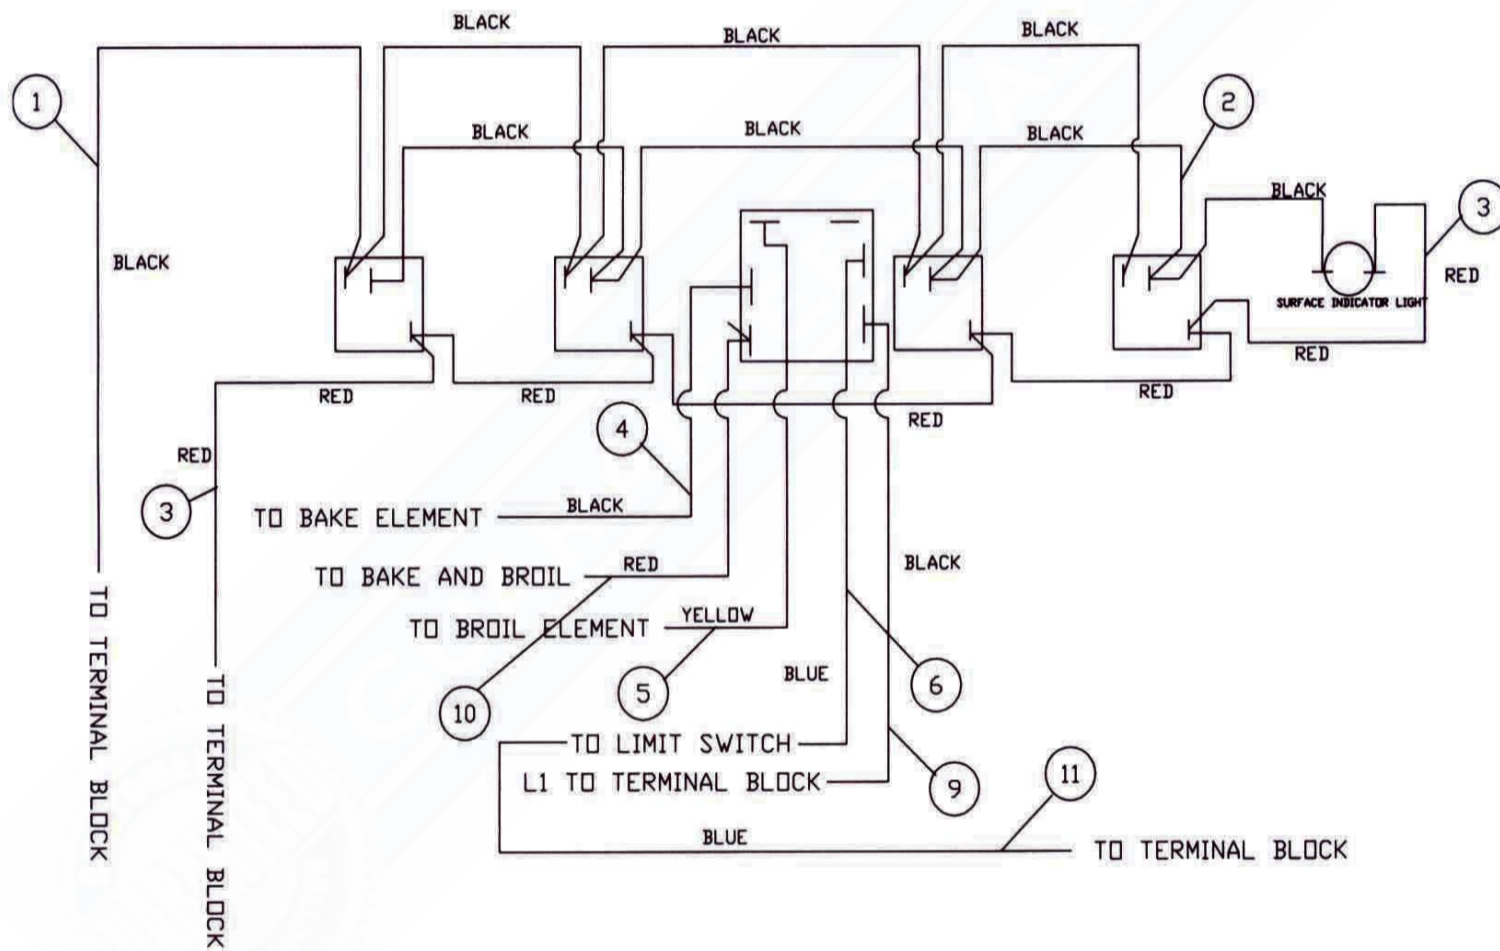 BLACK
BLACK
BLACK
1
2
BLACK
BLACK
BLACK
BLACK
3
BLACK
RED
SURFACE INDICATOR LIGHT
RED
RED
RED
RED
RED
4
RED
3
TO BAKE ELEMENT
BLACK
TO BAKE AND BROIL
RED
BLACK
TO BROIL ELEMENT
YELLOW
BLUE
6
5
10
TO LIMIT SWITCH
L1 TO TERMINAL BLOCK
9
11
BLUE
TO TERMINAL BLOCK
TO TERMINAL BLOCK
TO TERMINAL BLOCK